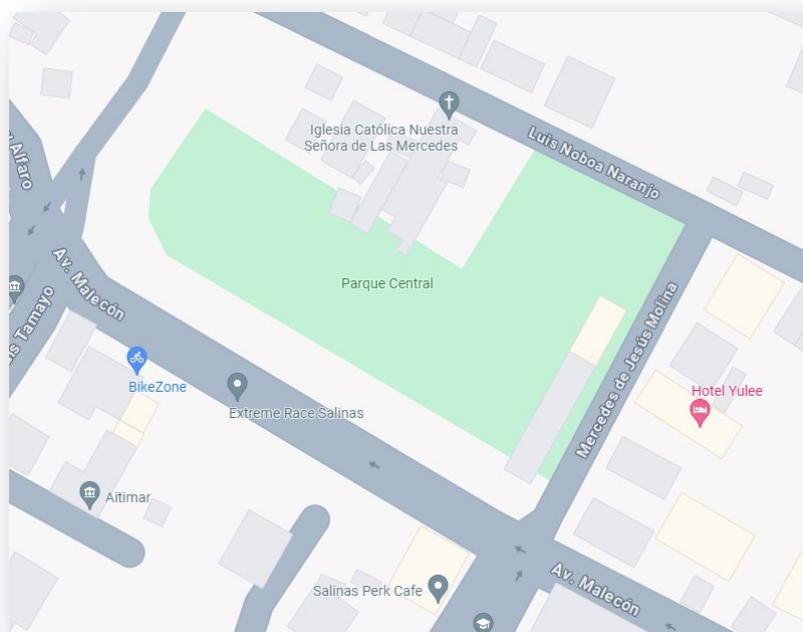 Iglesia Católica Nuestra
Señora de Las Mercedes
Luis Noboa Naranjo
Alfaro
Av. Malecón
Parque Central
Tamayo
Mercedes de Jesús Molina
BikeZone
Extreme Race Salinas
Hotel Yulee
Aitimar
Salinas Perk Cafe
Av. Malecón